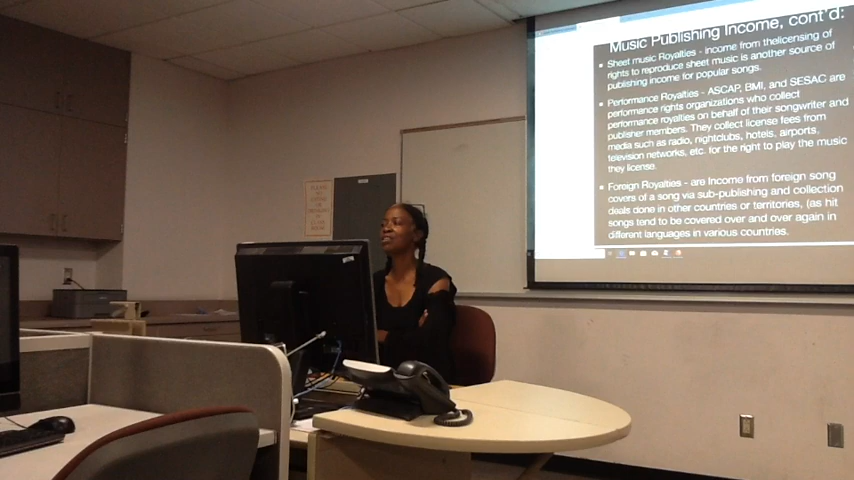 Music Publishing Income, cont'd:
Sheet music Royalties - income from thelicensing of
rights to reproduce sheet music is another source of
publishing income for popular songs.
Performance Royalties - ASCAP, BMI, and SESAC are
performance rights organizations who collect
performance royalties on behalf of their songwriter and
publisher members. They collect license fees from
media such as radio, nightclubs, hotels, airports,
television networks, etc. for the right to play the music
they license.
Foreign Royalties - are Income from foreign song
covers of a song via sub-publishing and collection
deals done in other countries or territories, (as hit
songs tend to be covered over and over again in
different languages in various countries.